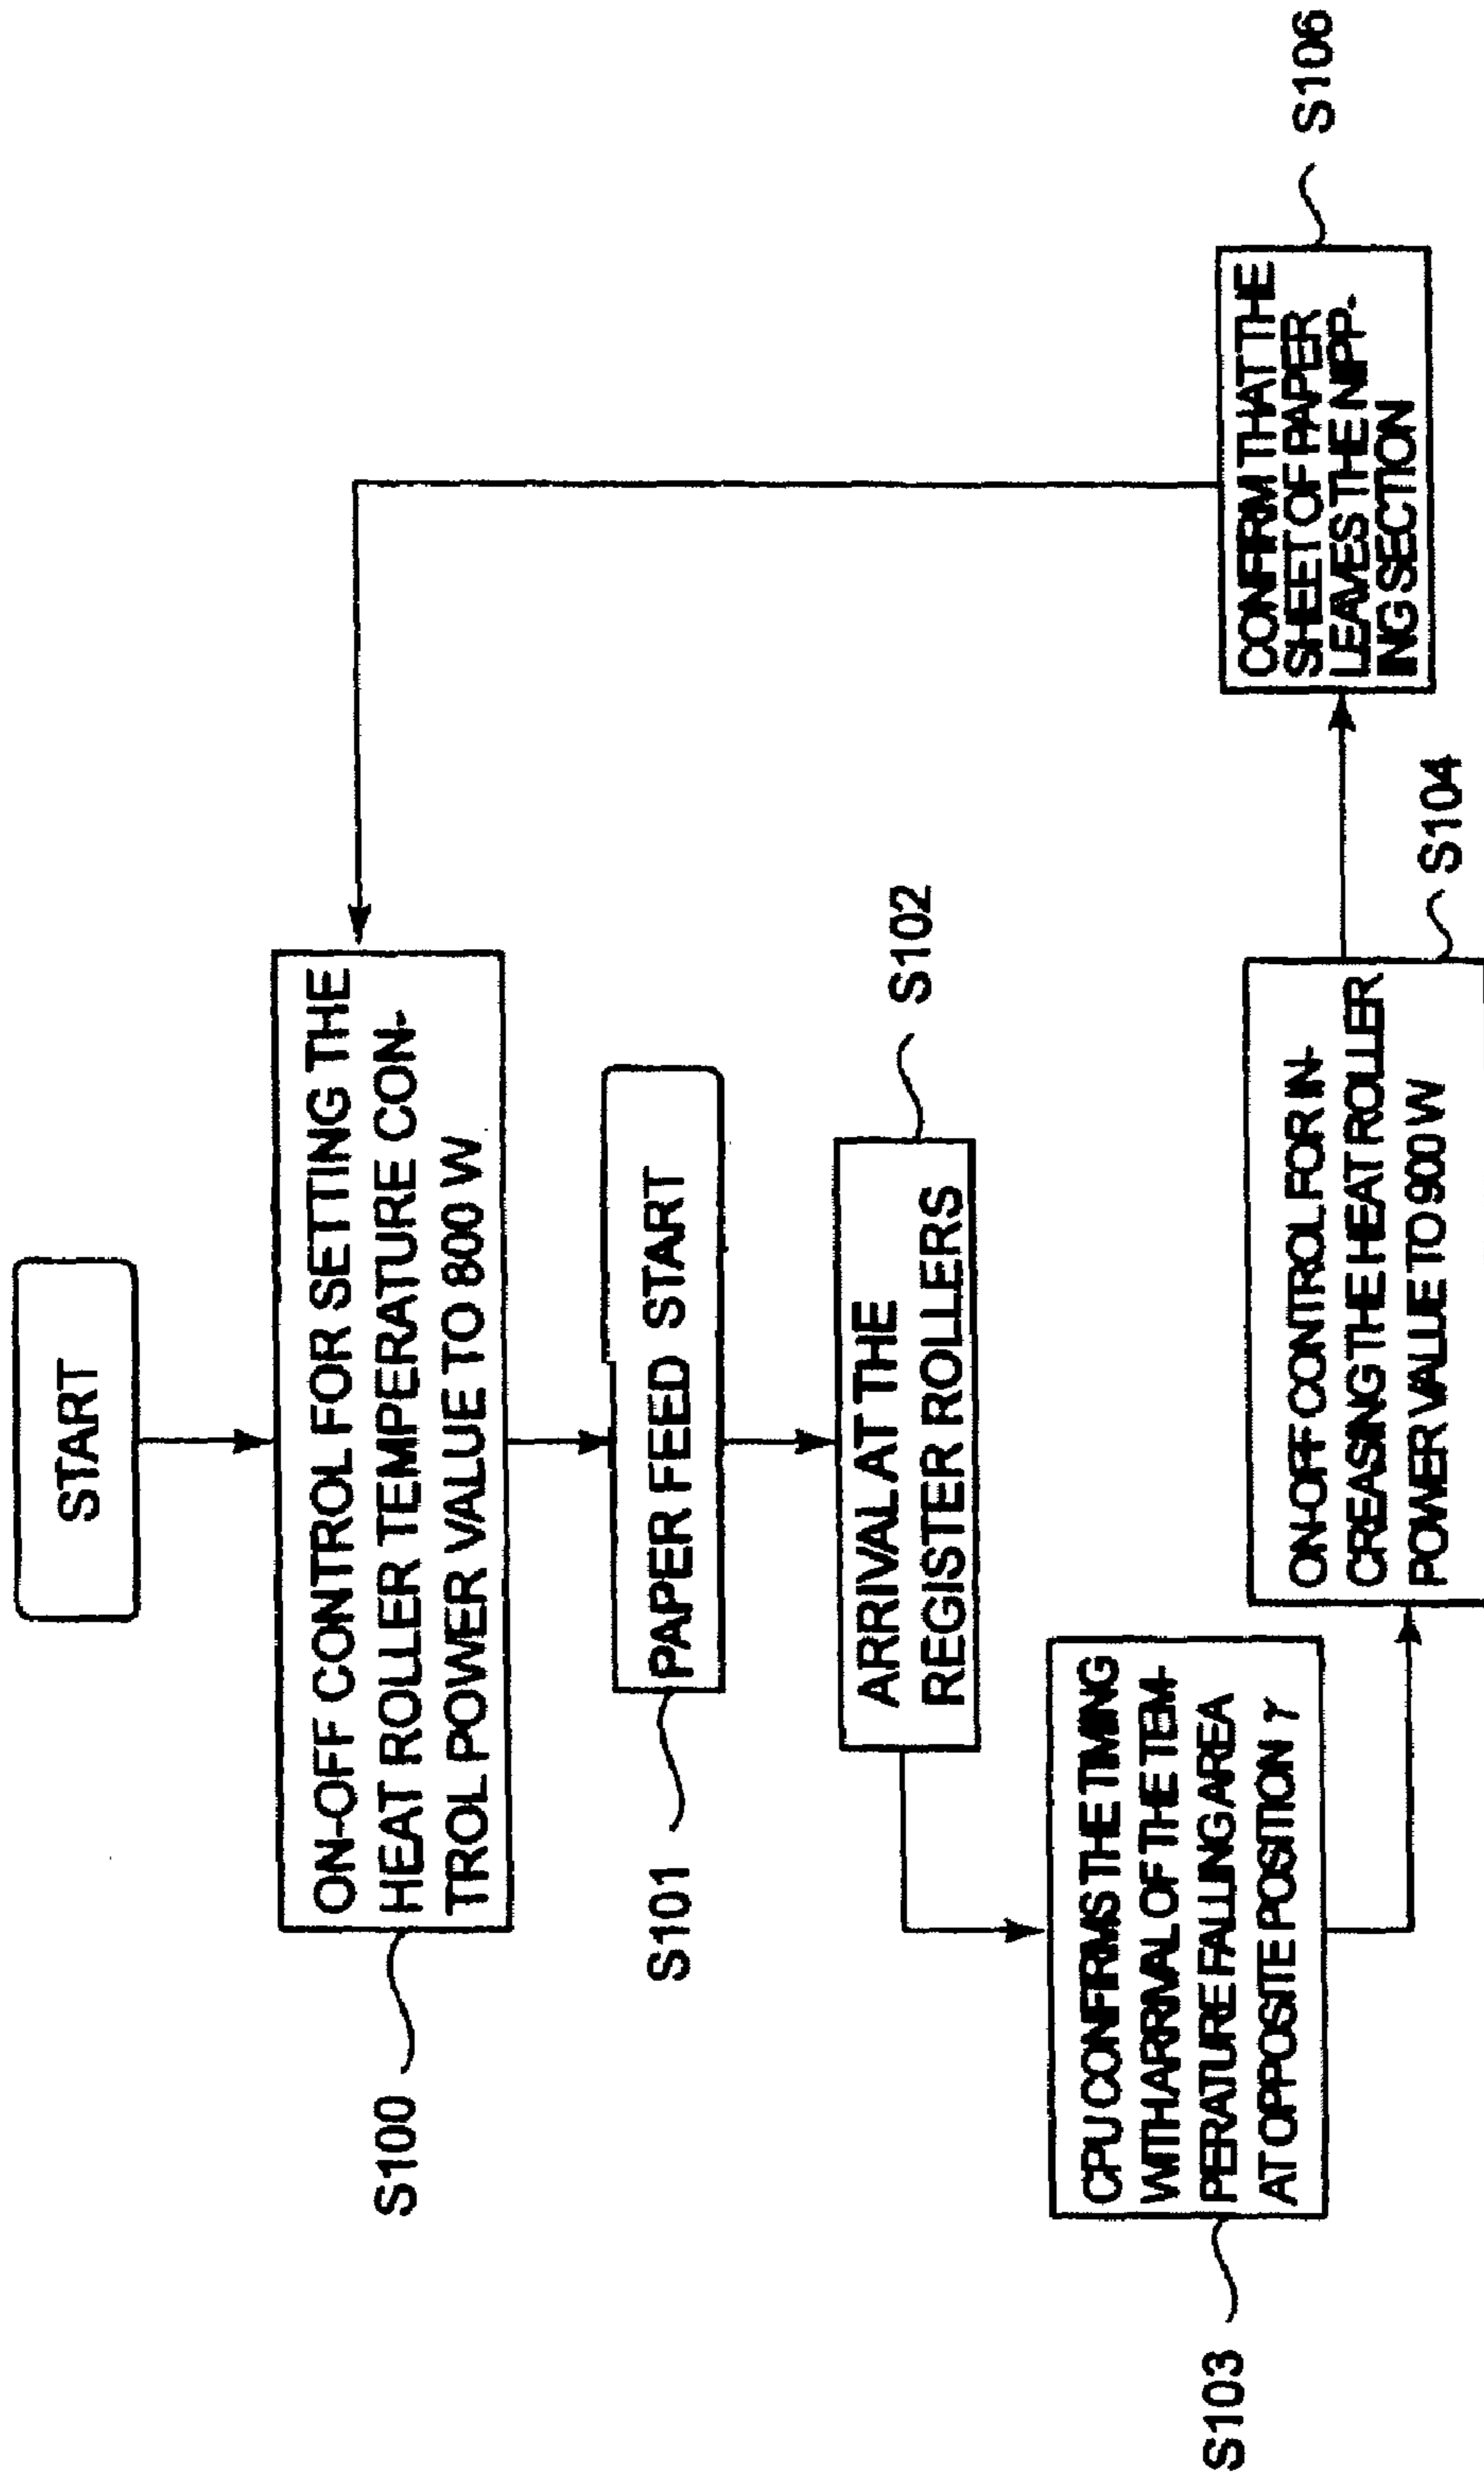 START
ON-OFF CONTROL FOR SETTING THE
HEAT ROLLER TEMPERATURE CON-
TROL POWER VALUE TO 800 W
S100
PAPER FEED START
S101
ARRIVAL AT THE
REGISTER ROLLERS
S102
CPU CONFIRMS THE TIMING
WITH ARRIVAL OF THE TEM-
PERATURE FALLING AREA
AT OPPOSITE POSITION γ
S103
ON-OFF CONTROL FOR IN-
CREASING THE HEAT ROLLER
POWER VALUE TO 900 W
S104
CONFIRM THAT THE
SHEET OF PAPER
LEAVES THE NIPP-
ING SECTION
S106